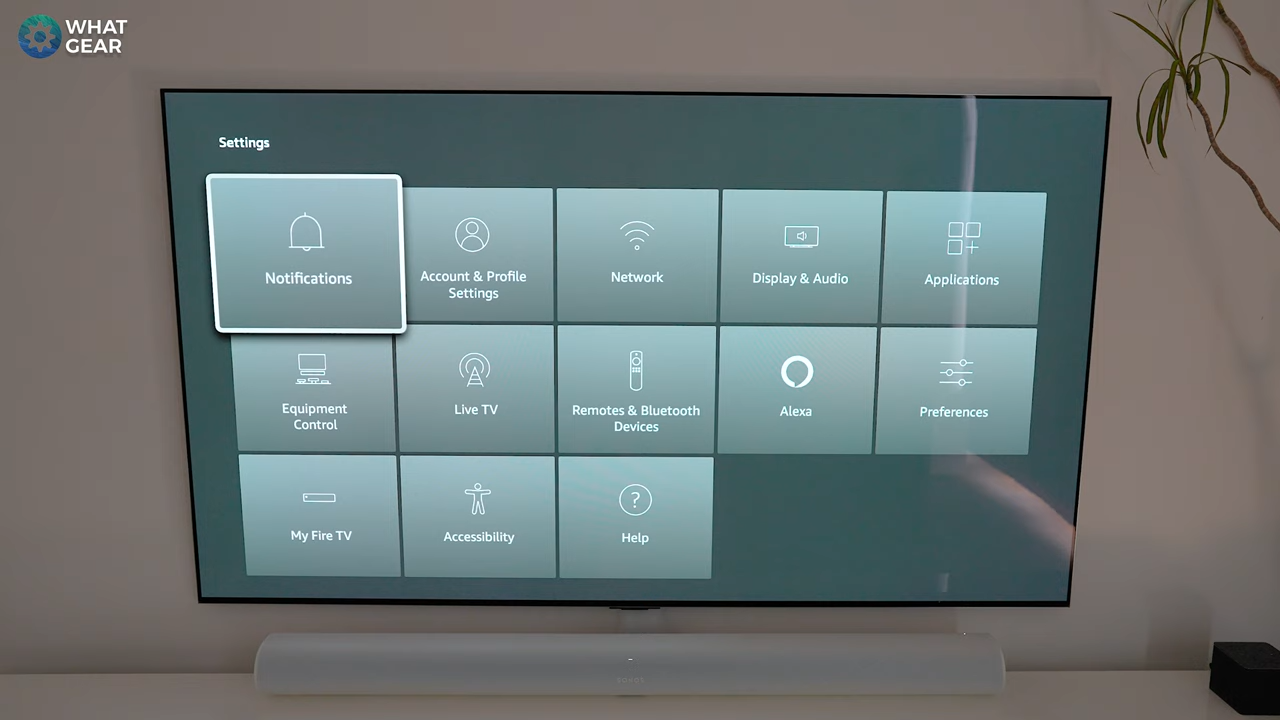 WHAT
GEAR
Settings
Notifications
Account & Profile
Settings
Network
Display & Audio
Applications
Equipment
Control
Live TV
Remotes & Bluetooth
Devices
Alexa
Preferences
My Fire TV
Accessibility
?
Help
SONOS